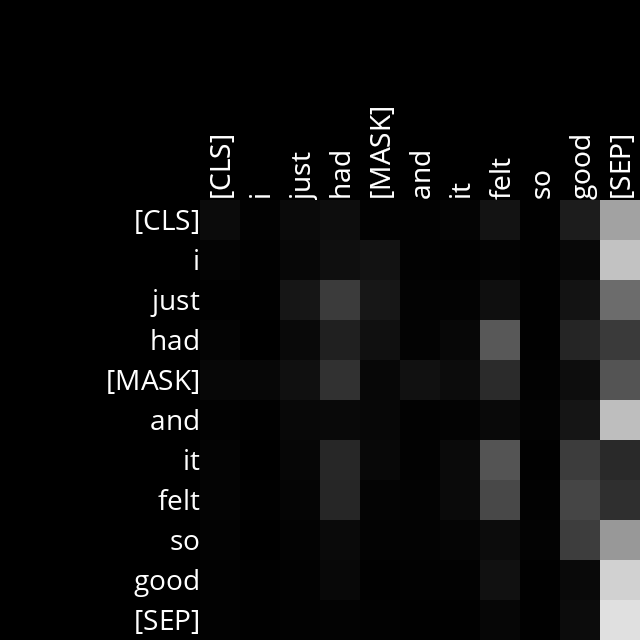 [CLS] i just had [MASK] and it felt so good [SEP]
[CLS]
i
just
had
[MASK]
and
it
felt
so
good
[SEP]